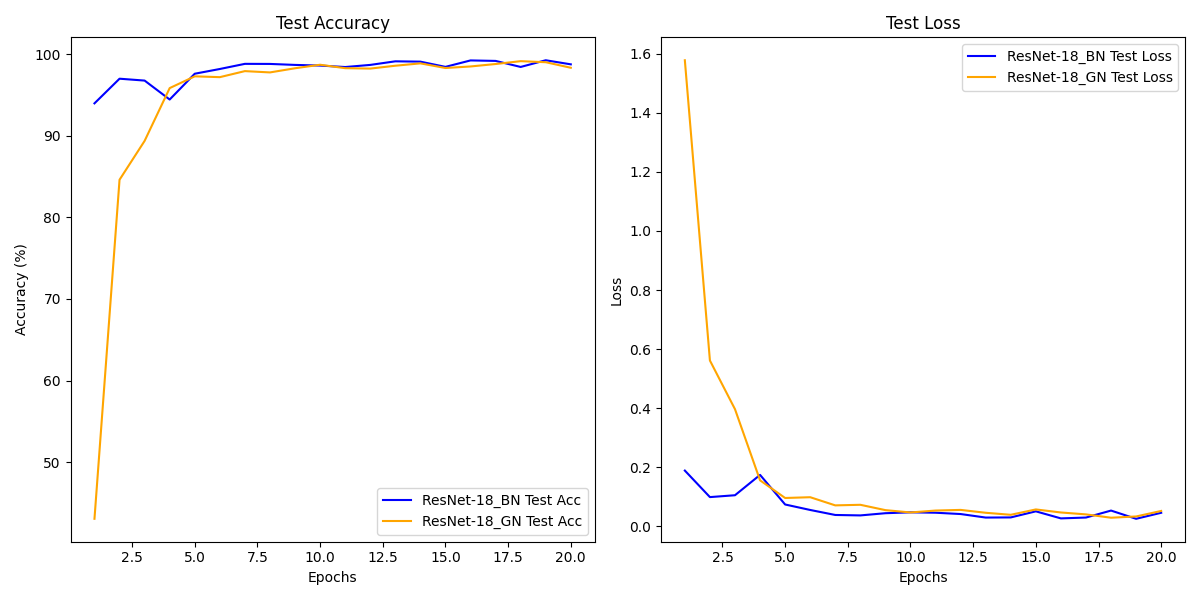 Test Accuracy
Accuracy (%)
100
90
80
70
60
50
ResNet-18_BN Test Acc
ResNet-18_GN Test Acc
2.5 5.0 7.5 10.0 12.5 15.0 17.5 20.0
Epochs
Test Loss
Loss
1.6
1.4
1.2
1.0
0.8
0.6
0.4
0.2
0.0
ResNet-18_BN Test Loss
ResNet-18_GN Test Loss
2.5 5.0 7.5 10.0 12.5 15.0 17.5 20.0
Epochs